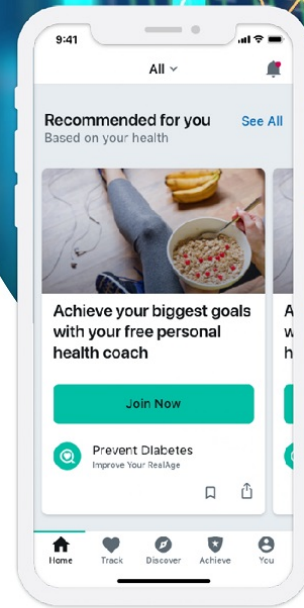 9:41
All
Recommended for you
See All
Based on your health
Achieve your biggest goals
with your free personal
health coach
A
w
h
Join Now
Prevent Diabetes
Improve Your RealAge
Home
Track
Discover
Achieve
You